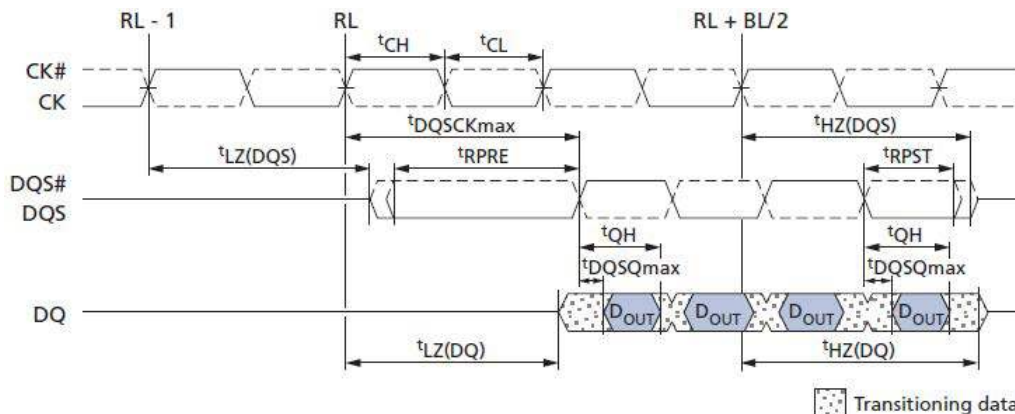 RL - 1 RL RL + BL/2
tCH tCL
CK#
CK
tDQSCKmax tHZ(DQS)
tLZ(DQS) tRPRE tRPST
DQS#
DQS
tQH tQH
tDQSQmax tDQSQmax
DQ DOUT DOUT DOUT DOUT
tLZ(DQ) tHZ(DQ)
Transitioning data